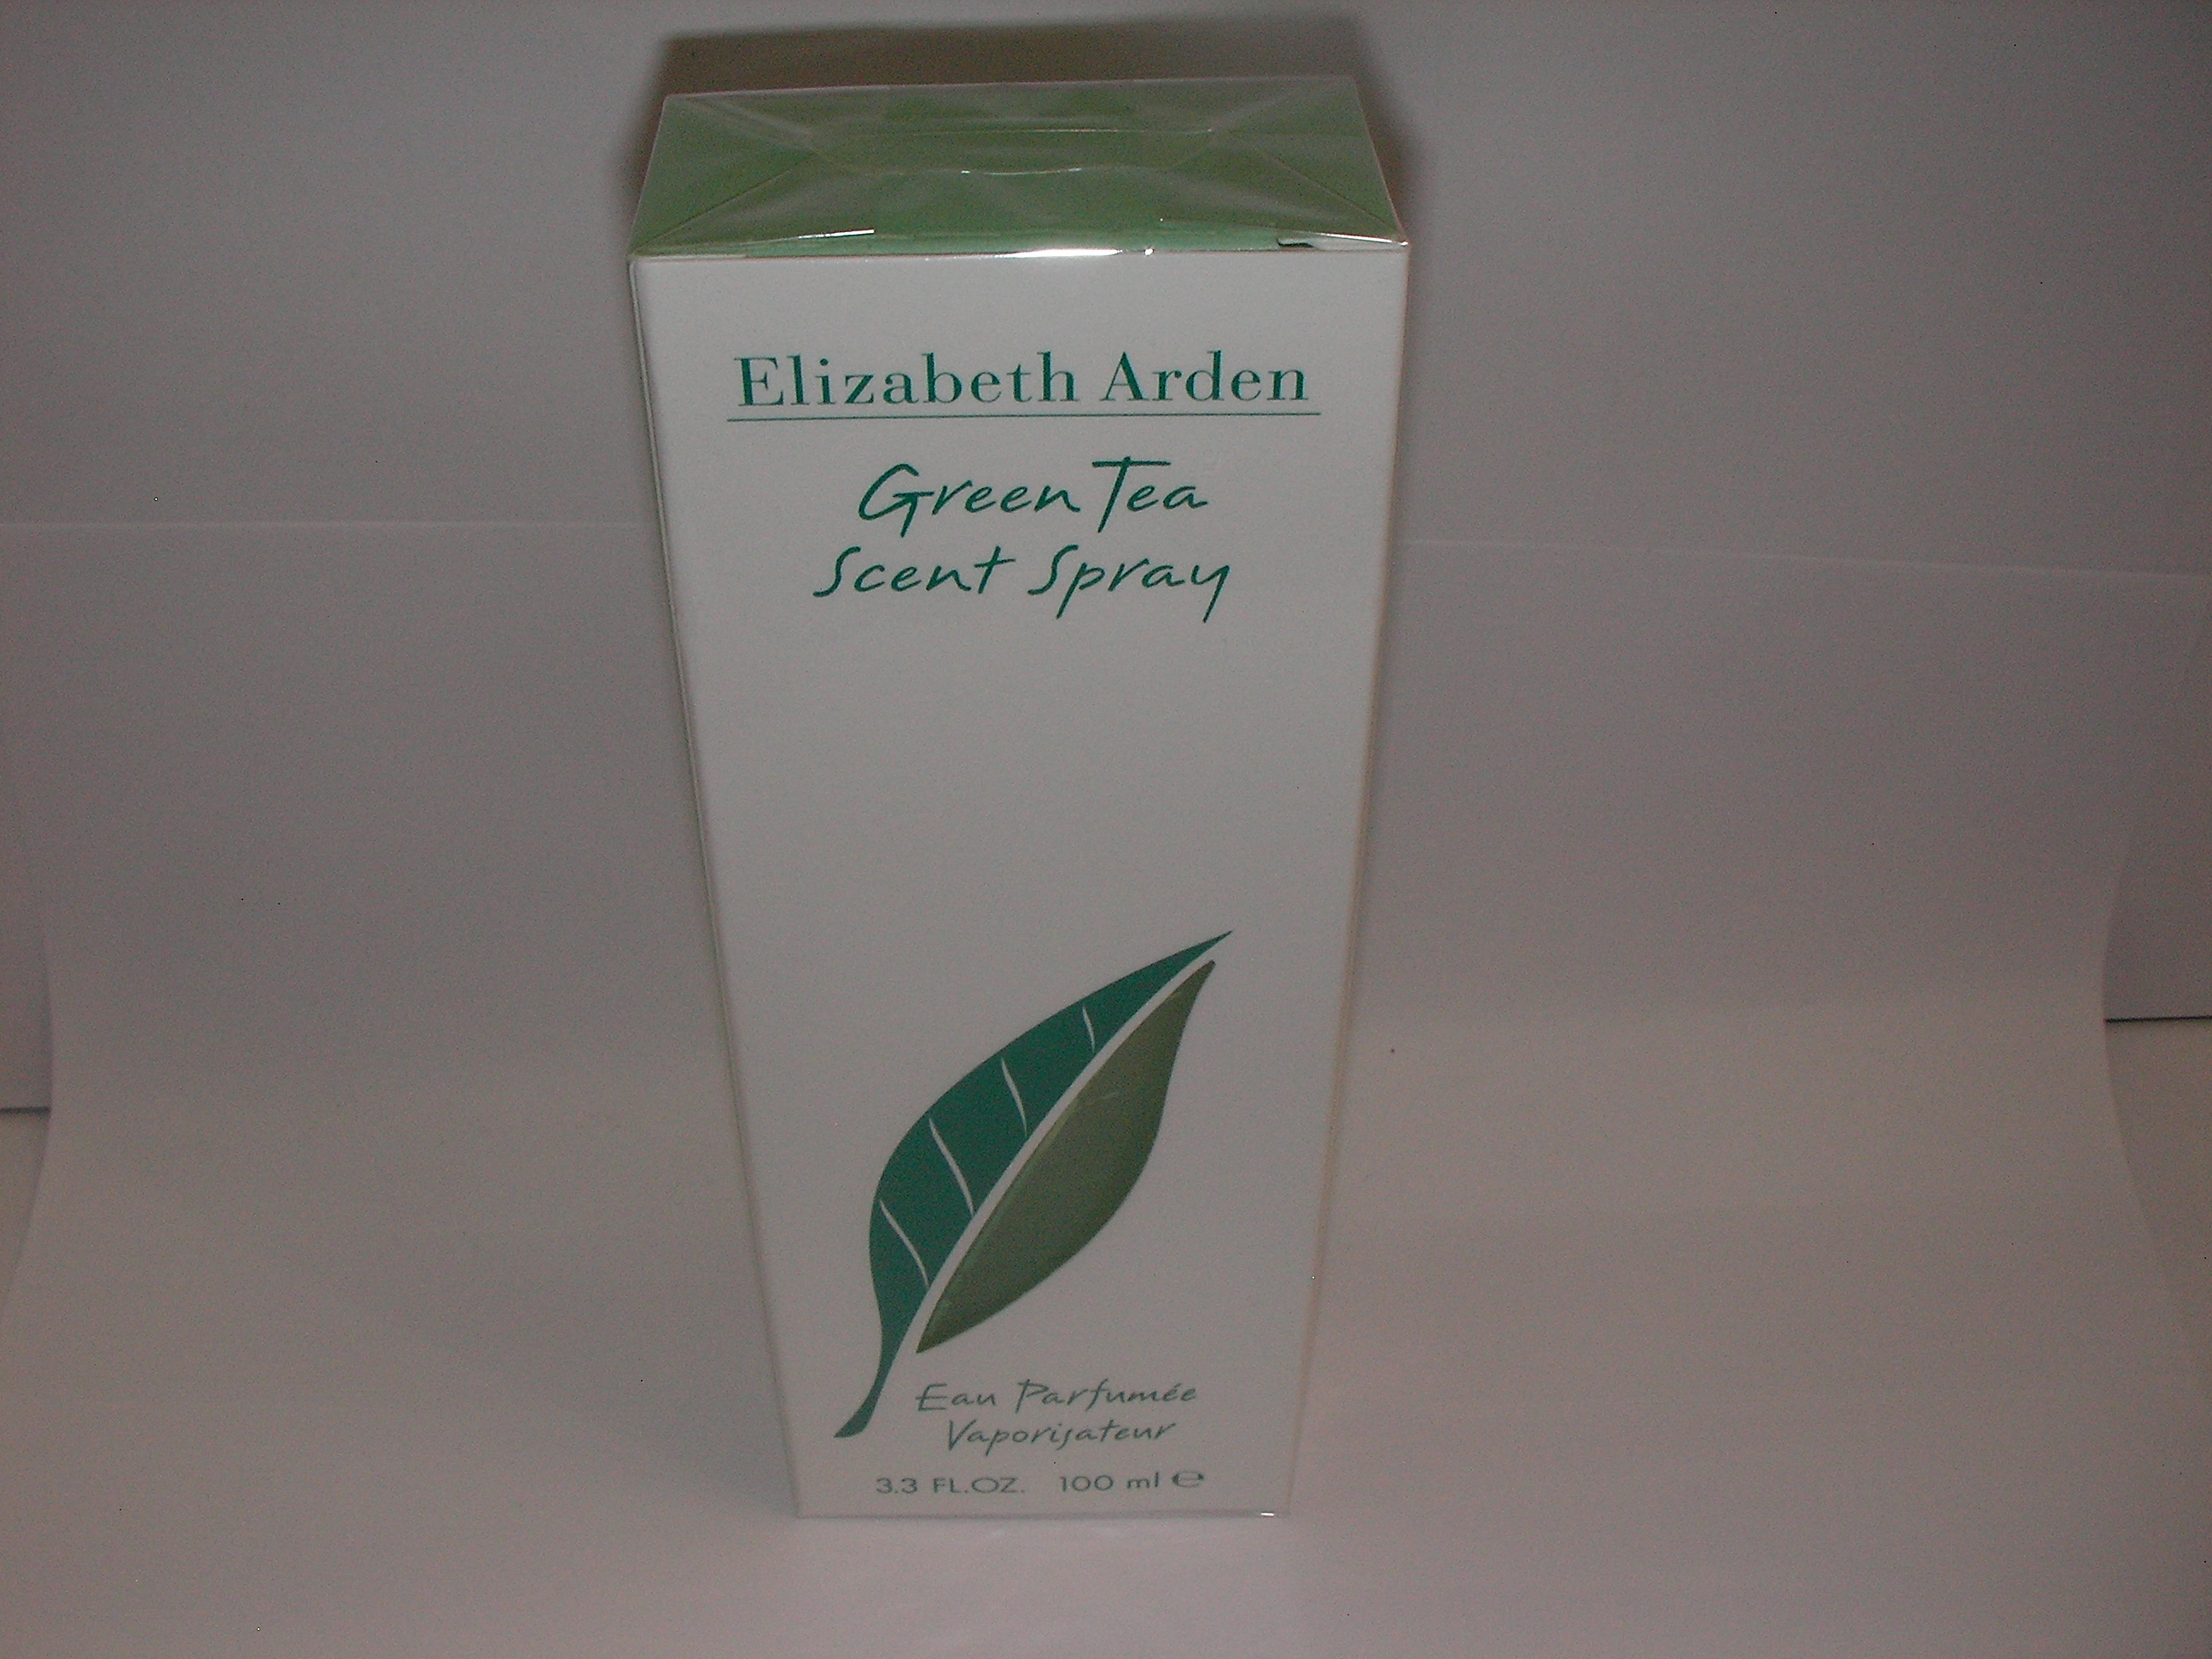 Elizabeth Arden
Green Tea
Scent Spray
Eau Parfumée
Vaporisateur
3.3 FL.OZ. 100 ml ℮